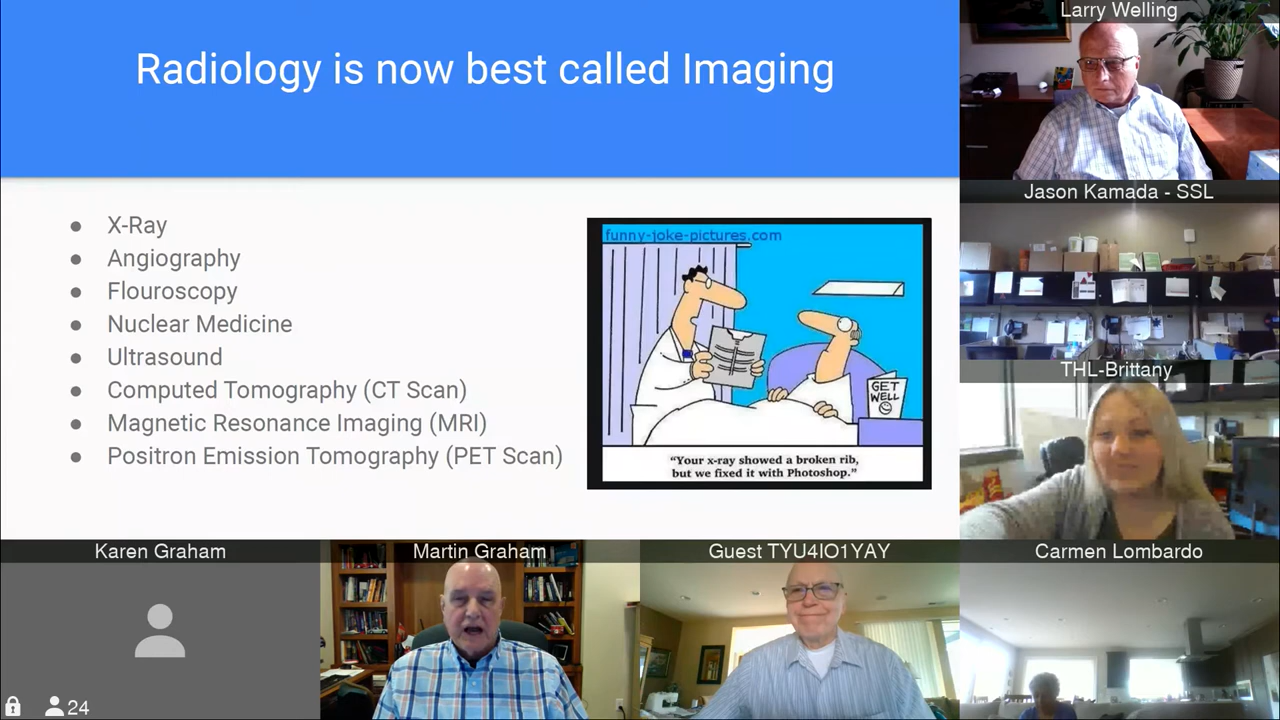 Radiology is now best called Imaging
X-Ray
Angiography
Flouroscopy
Nuclear Medicine
Ultrasound
Computed Tomography (CT Scan)
Magnetic Resonance Imaging (MRI)
Positron Emission Tomography (PET Scan)
funny-joke-pictures.com
GET
WELL
"Your x-ray showed a broken rib,
but we fixed it with Photoshop."
Larry Welling
Jason Kamada - SSL
THL-Brittany
Karen Graham
Martin Graham
Guest TYU4IO1YAY
Carmen Lombardo
24